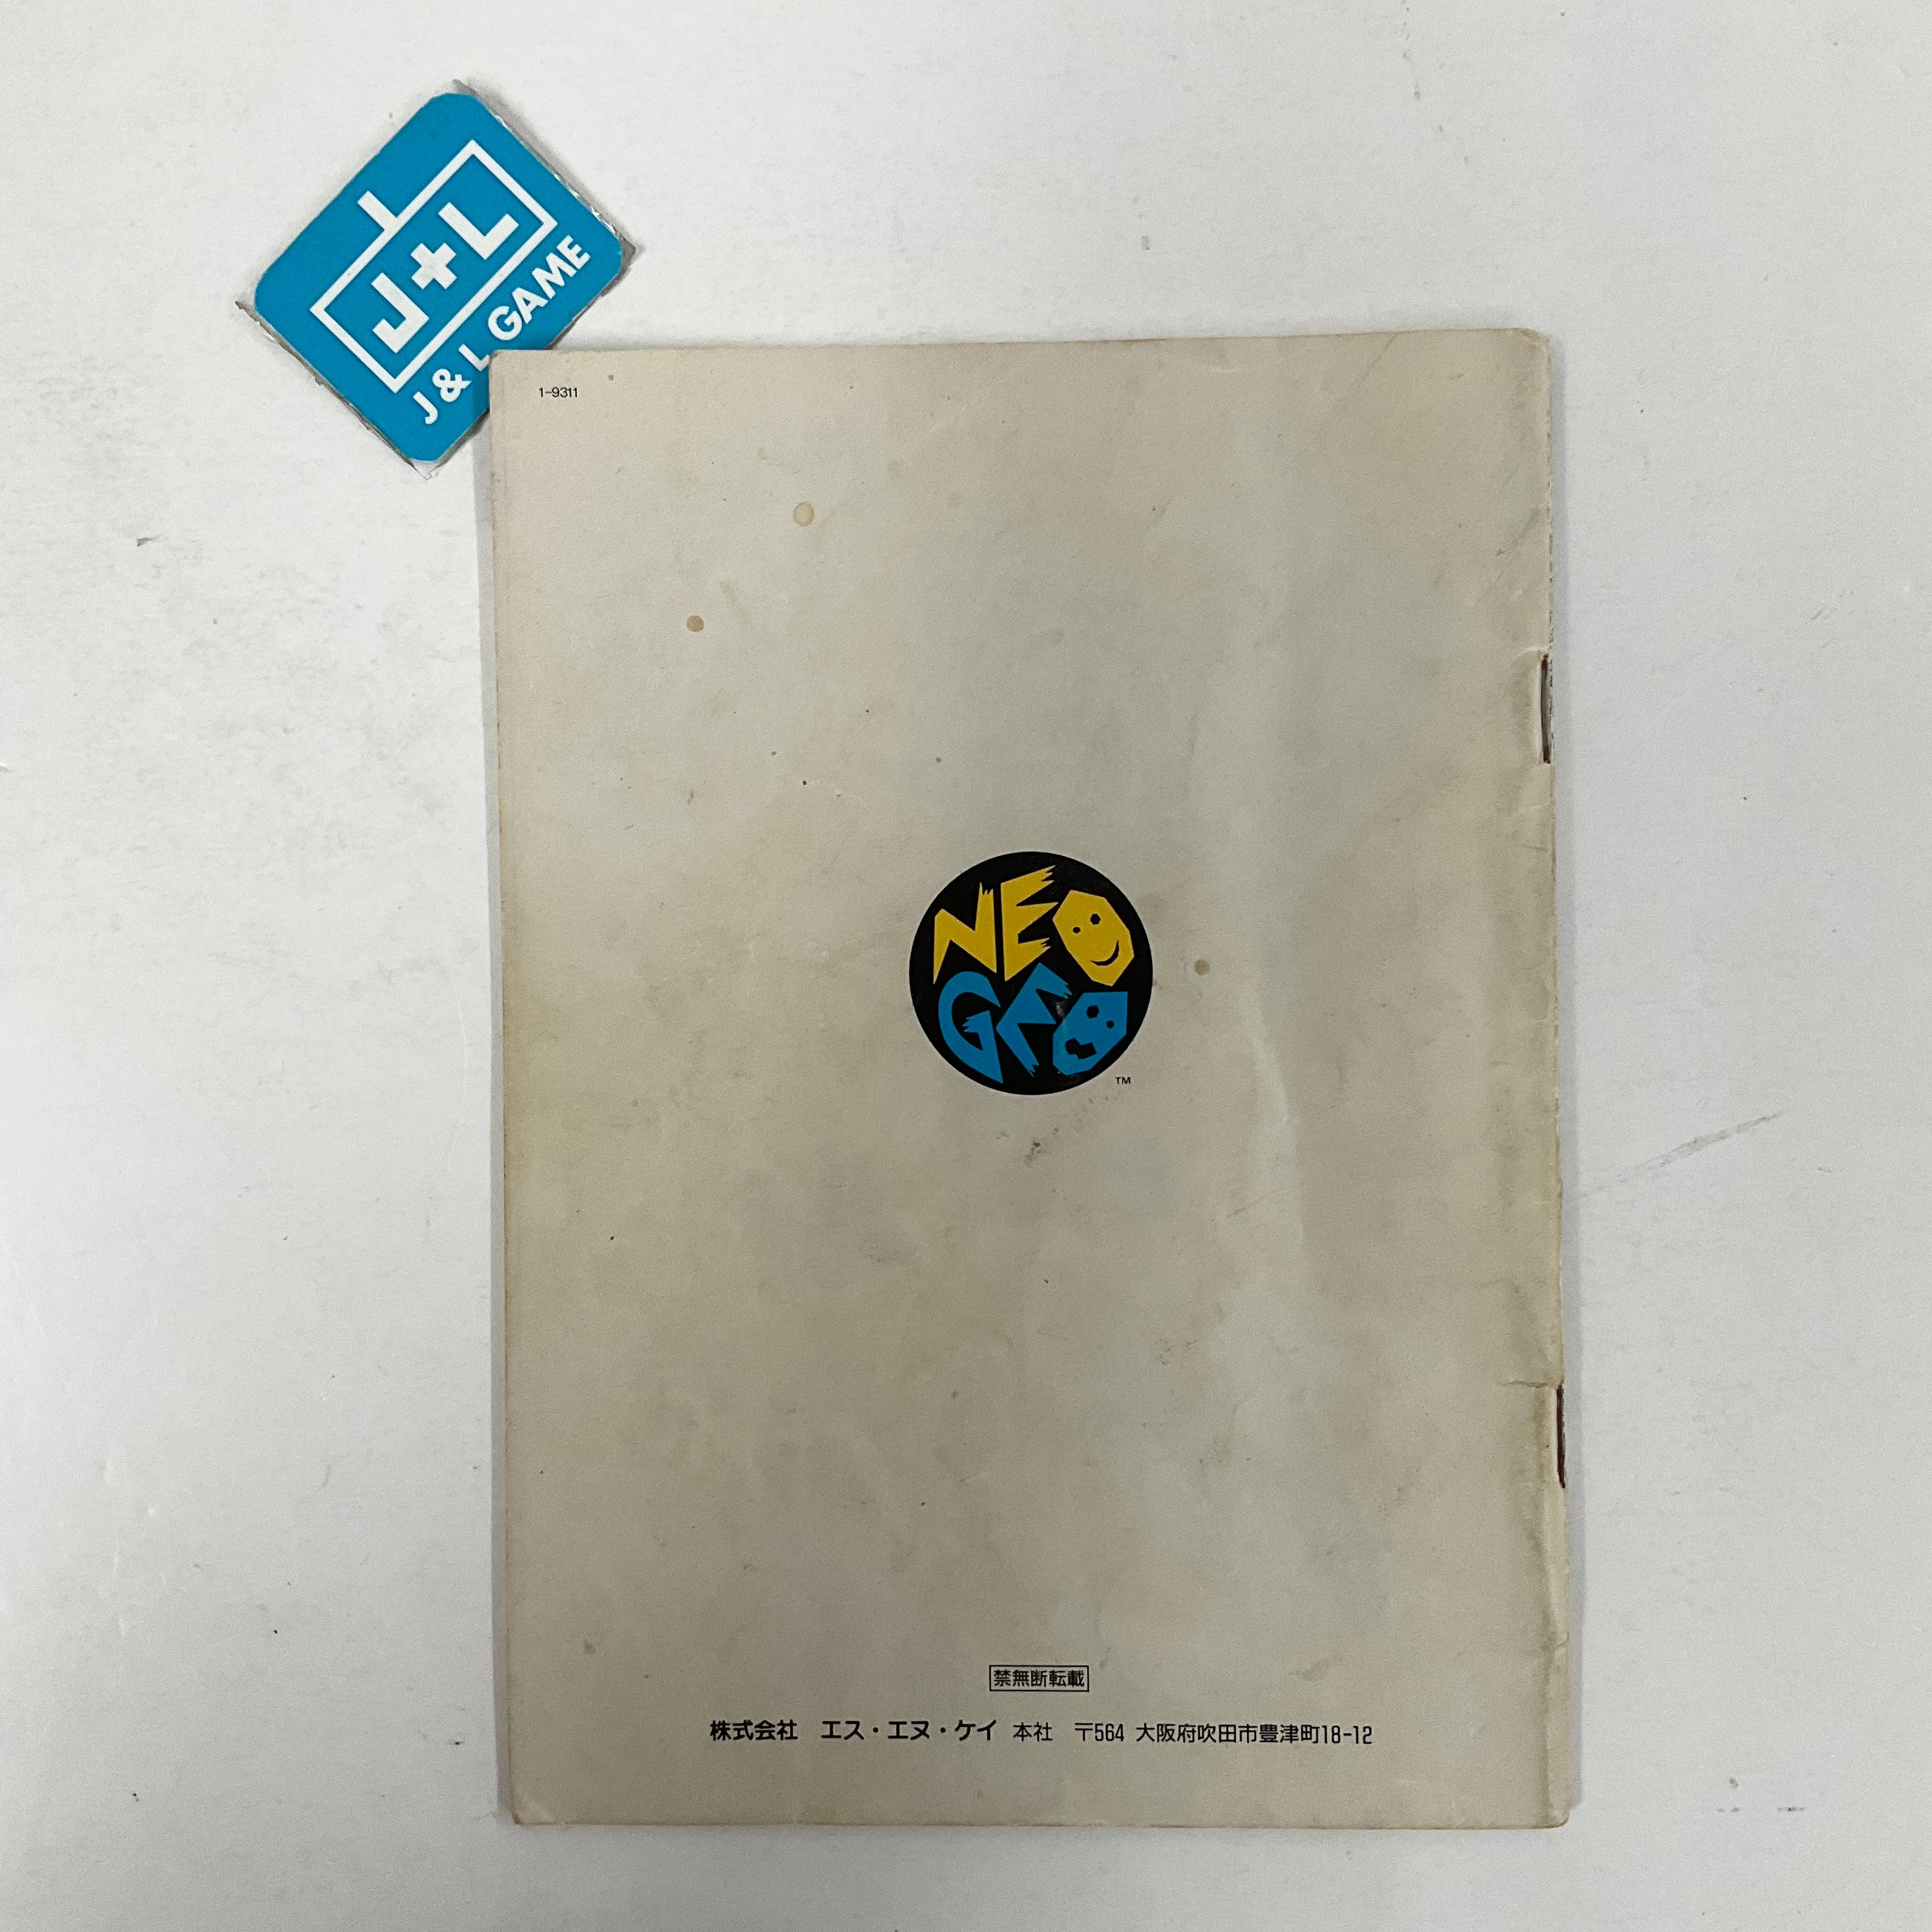 J+L
J & L GAME
1-9311
NEO
GEO
TM
禁無断転載
株式会社　エス・エヌ・ケイ 本社　〒564 大阪府吹田市豊津町18-12